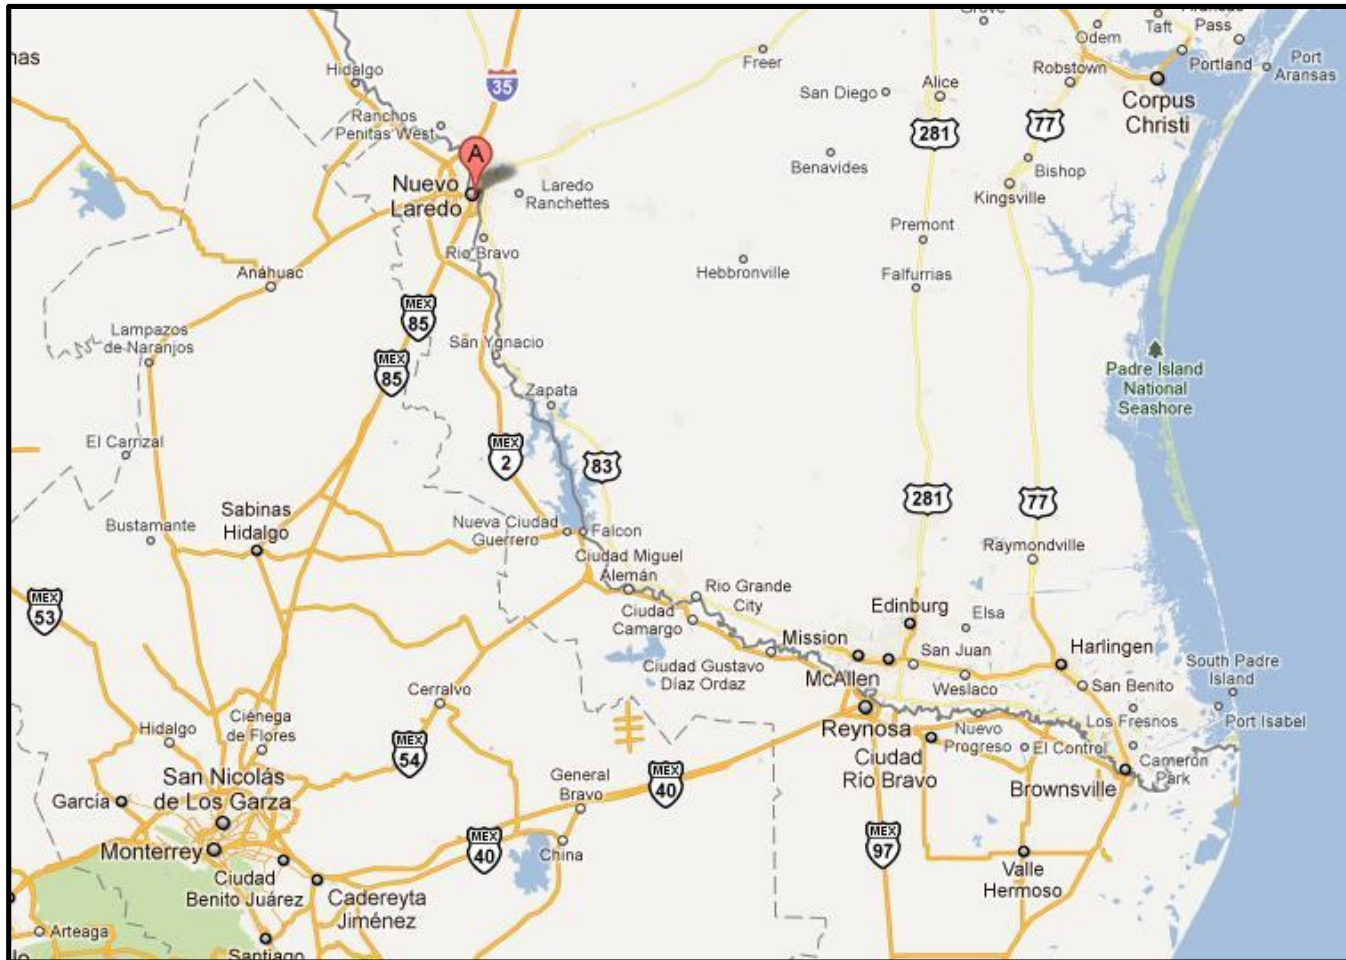 Grove
Aransas
Pass
Taft
Odem
Port
Aransas
Portland
nas
Freer
Robstown
Hidalgo
35
San Diego
Alice
Corpus
Christi
Ranchos
Penitas West
281
77
A
Benavides
Bishop
Nuevo
Laredo
Laredo
Ranchettes
Kingsville
Premont
Rio Bravo
Hebbronville
Falfurrias
Anáhuac
MEX
85
Lampazos
de Naranjos
San Ygnacio
MEX
85
Padre Island
National
Seashore
Zapata
El Carrizal
MEX
2
83
281
77
Sabinas
Hidalgo
Bustamante
Nueva Ciudad
Guerrero
Falcon
Raymondville
Ciudad Miguel
Alemán
MEX
53
Rio Grande
City
Ciudad
Camargo
Edinburg
Elsa
Mission
Harlingen
San Juan
Ciudad Gustavo
Díaz Ordaz
McAllen
Weslaco
South Padre
Island
San Benito
Cerralvo
Reynosa
Los Fresnos
Port Isabel
Hidalgo
Ciénega
de Flores
Nuevo
Progreso
El Control
MEX
54
Ciudad
Río Bravo
Cameron
Park
San Nicolás
de Los Garza
General
Bravo
MEX
40
Brownsville
García
MEX
40
China
MEX
97
Monterrey
Ciudad
Benito Juárez
Valle
Hermoso
Cadereyta
Jiménez
Arteaga
Santiago